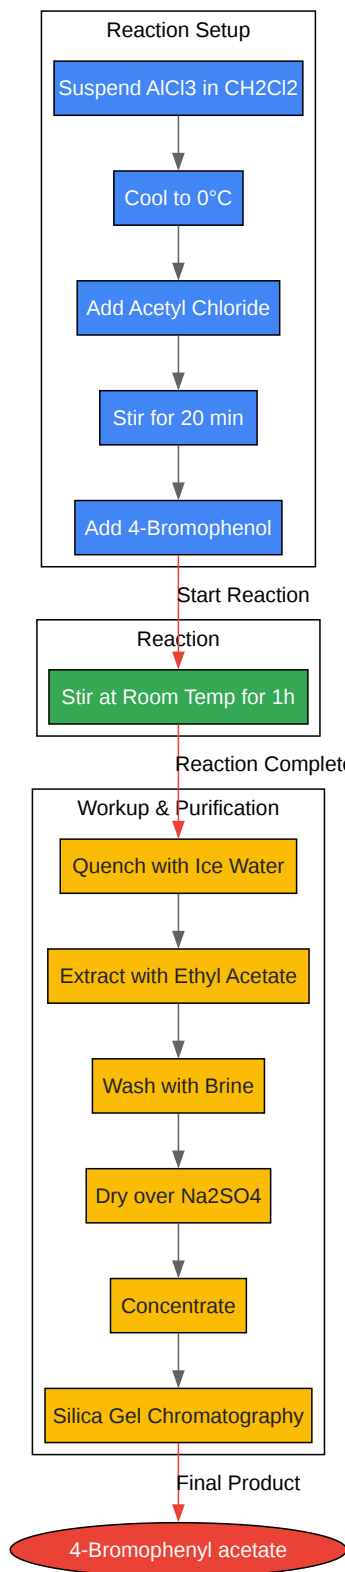 Reaction Setup
Suspend AlCl3 in CH2Cl2
Cool to 0°C
Add Acetyl Chloride
Stir for 20 min
Add 4-Bromophenol
Start Reaction
Reaction
Stir at Room Temp for 1h
Reaction Complete
Workup & Purification
Quench with Ice Water
Extract with Ethyl Acetate
Wash with Brine
Dry over Na2SO4
Concentrate
Silica Gel Chromatography
Final Product
4-Bromophenyl acetate